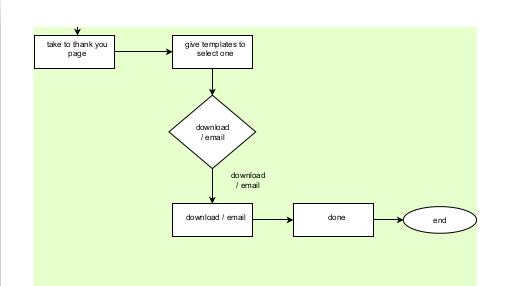 take to thank you
page
give templates to
select one
download
/ email
download
/ email
download / email
done
end